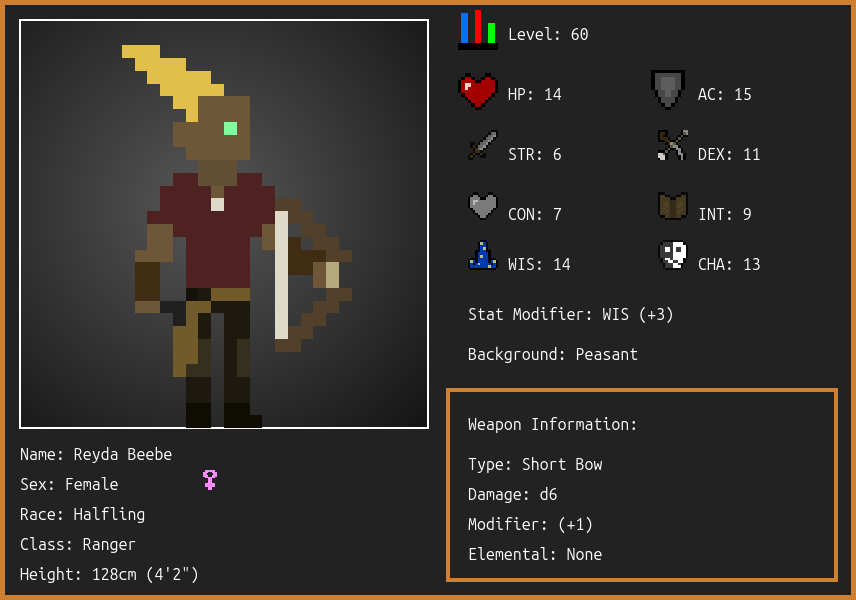 Level: 60
HP: 14
AC: 15
STR: 6
DEX: 11
CON: 7
INT: 9
WIS: 14
CHA: 13
Stat Modifier: WIS (+3)
Background: Peasant
Name: Reyda Beebe
Sex: Female
Race: Halfling
Class: Ranger
Height: 128cm (4'2")
Weapon Information:
Type: Short Bow
Damage: d6
Modifier: (+1)
Elemental: None